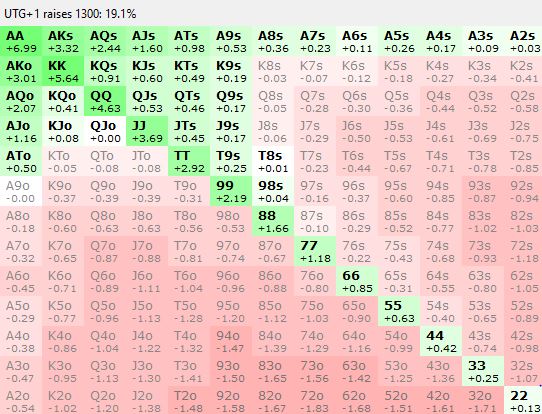 UTG+1 raises 1300: 19.1%
AA AKs AQs AJs ATs A9s A8s A7s A6s A5s A4s A3s A2s
+6.99 +3.32 +2.44 +1.60 +0.98 +0.53 +0.36 +0.23 +0.11 +0.26 +0.17 +0.09 +0.03
AKo KK KQs KJs KTs K9s K8s K7s K6s K5s K4s K3s K2s
+3.01 +5.64 +0.91 +0.60 +0.49 +0.19 -0.03 -0.07 -0.12 -0.18 -0.27 -0.34 -0.41
AQo KQo QQ QJs QTs Q9s Q8s Q7s Q6s Q5s Q4s Q3s Q2s
+2.07 +0.41 +4.63 +0.53 +0.46 +0.17 -0.05 -0.28 -0.30 -0.36 -0.44 -0.52 -0.58
AJo KJo QJo JJ JTs J9s J8s J7s J6s J5s J4s J3s J2s
+1.16 +0.08 +0.00 +3.69 +0.45 +0.17 -0.06 -0.29 -0.50 -0.53 -0.61 -0.69 -0.75
ATo KTo QTo JTo TT T9s T8s T7s T6s T5s T4s T3s T2s
+0.50 -0.05 -0.08 -0.08 +2.92 +0.25 +0.01 -0.23 -0.44 -0.67 -0.71 -0.78 -0.85
A9o K9o Q9o J9o T9o 99 98s 97s 96s 95s 94s 93s 92s
-0.00 -0.37 -0.39 -0.39 -0.31 +2.19 +0.04 -0.16 -0.37 -0.60 -0.85 -0.87 -0.94
A8o K8o Q8o J8o T8o 98o 88 87s 86s 85s 84s 83s 82s
-0.18 -0.60 -0.63 -0.63 -0.56 -0.53 +1.66 -0.10 -0.29 -0.52 -0.77 -1.02 -1.03
A7o K7o Q7o J7o T7o 97o 87o 77 76s 75s 74s 73s 72s
-0.32 -0.65 -0.87 -0.88 -0.81 -0.74 -0.67 +1.18 -0.22 -0.43 -0.68 -0.93 -1.18
A6o K6o Q6o J6o T6o 96o 86o 76o 66 65s 64s 63s 62s
-0.45 -0.71 -0.89 -1.11 -1.04 -0.96 -0.88 -0.80 +0.85 -0.31 -0.55 -0.80 -1.05
A5o K5o Q5o J5o T5o 95o 85o 75o 65o 55 54s 53s 52s
-0.29 -0.77 -0.96 -1.13 -1.28 -1.20 -1.12 -1.03 -0.90 +0.63 -0.40 -0.65 -0.89
A4o K4o Q4o J4o T4o 94o 84o 74o 64o 54o 44 43s 42s
-0.38 -0.86 -1.04 -1.22 -1.32 -1.47 -1.39 -1.29 -1.16 -0.99 +0.42 -0.74 -0.98
A3o K3o Q3o J3o T3o 93o 83o 73o 63o 53o 43o 33 32s
-0.47 -0.95 -1.13 -1.30 -1.41 -1.50 -1.65 -1.56 -1.42 -1.25 -1.36 +0.25 -1.07
A2o K2o Q2o J2o T2o 92o 82o 72o 62o 52o 42o 32o 22
-0.54 -1.02 -1.20 -1.38 -1.48 -1.58 -1.67 -1.83 -1.68 -1.51 -1.61 -1.71 +0.13